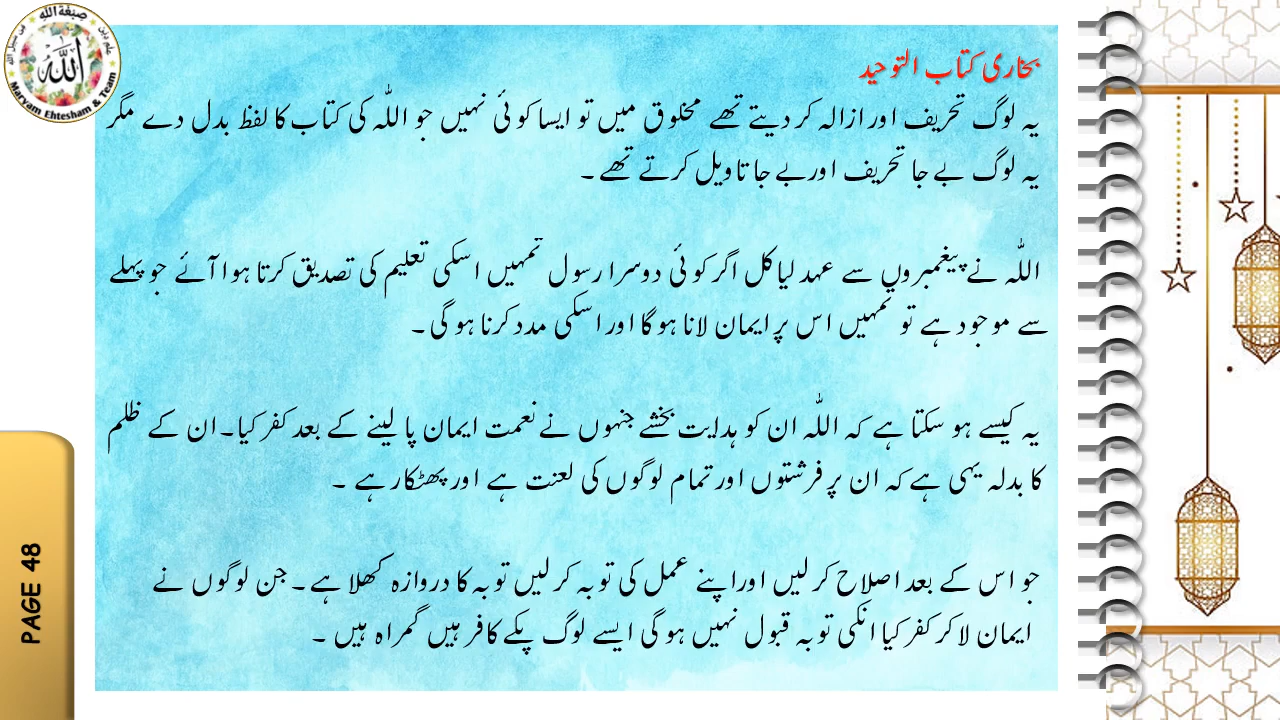 صِبْغَةَ اللّٰهِ
علم دین
فی سبیل اللہ
اللّٰه
Maryam Ehtesham & Team
بخاری کتاب التوحید
یہ لوگ تحریف اور ازالہ کر دیتے تھے مخلوق میں تو ایسا کوئی نہیں جو اللّٰہ کی کتاب کا لفظ بدل دے مگر
یہ لوگ بے جا تحریف اور بے جا تاویل کرتے تھے ۔
اللّٰہ نے پیغمبروں سے عہد لیا کل اگر کوئی دوسرا رسول تمہیں اسکی تعلیم کی تصدیق کرتا ہوا آئے جو پہلے
سے موجود ہے تو تمہیں اس پر ایمان لانا ہو گا اور اسکی مدد کرنا ہو گی ۔
یہ کیسے ہو سکتا ہے کہ اللّٰہ ان کو ہدایت بخشے جنہوں نے نعمت ایمان پا لینے کے بعد کفر کیا۔ ان کے ظلم
کا بدلہ یہی ہے کہ ان پر فرشتوں اور تمام لوگوں کی لعنت ہے اور پھٹکار ہے ۔
جو اس کے بعد اصلاح کر لیں اور اپنے عمل کی توبہ کر لیں توبہ کا دروازہ کھلا ہے ۔ جن لوگوں نے
ایمان لا کر کفر کیا انکی توبہ قبول نہیں ہو گی ایسے لوگ پکے کافر ہیں گمراہ ہیں ۔
PAGE 48